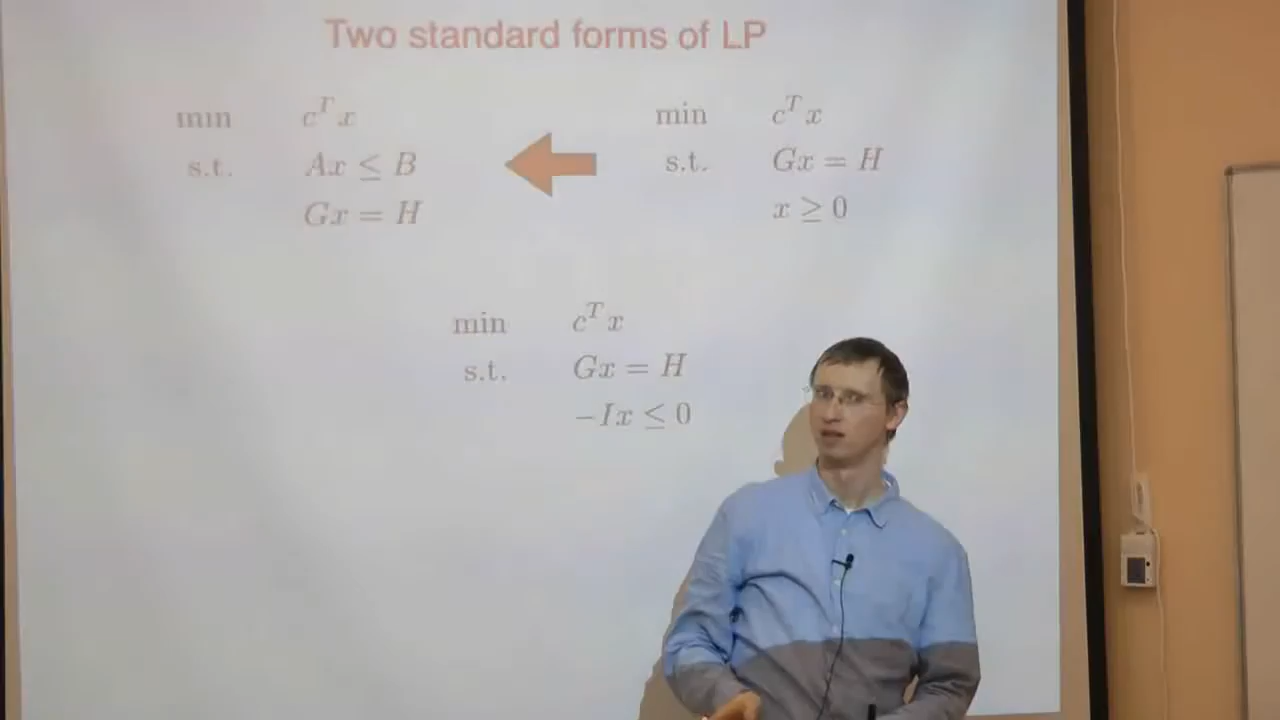 Two standard forms of LP
min c^T x
s.t. Ax ≤ B
Gx = H
min c^T x
s.t. Gx = H
x ≥ 0
min c^T x
s.t. Gx = H
−Ix ≤ 0